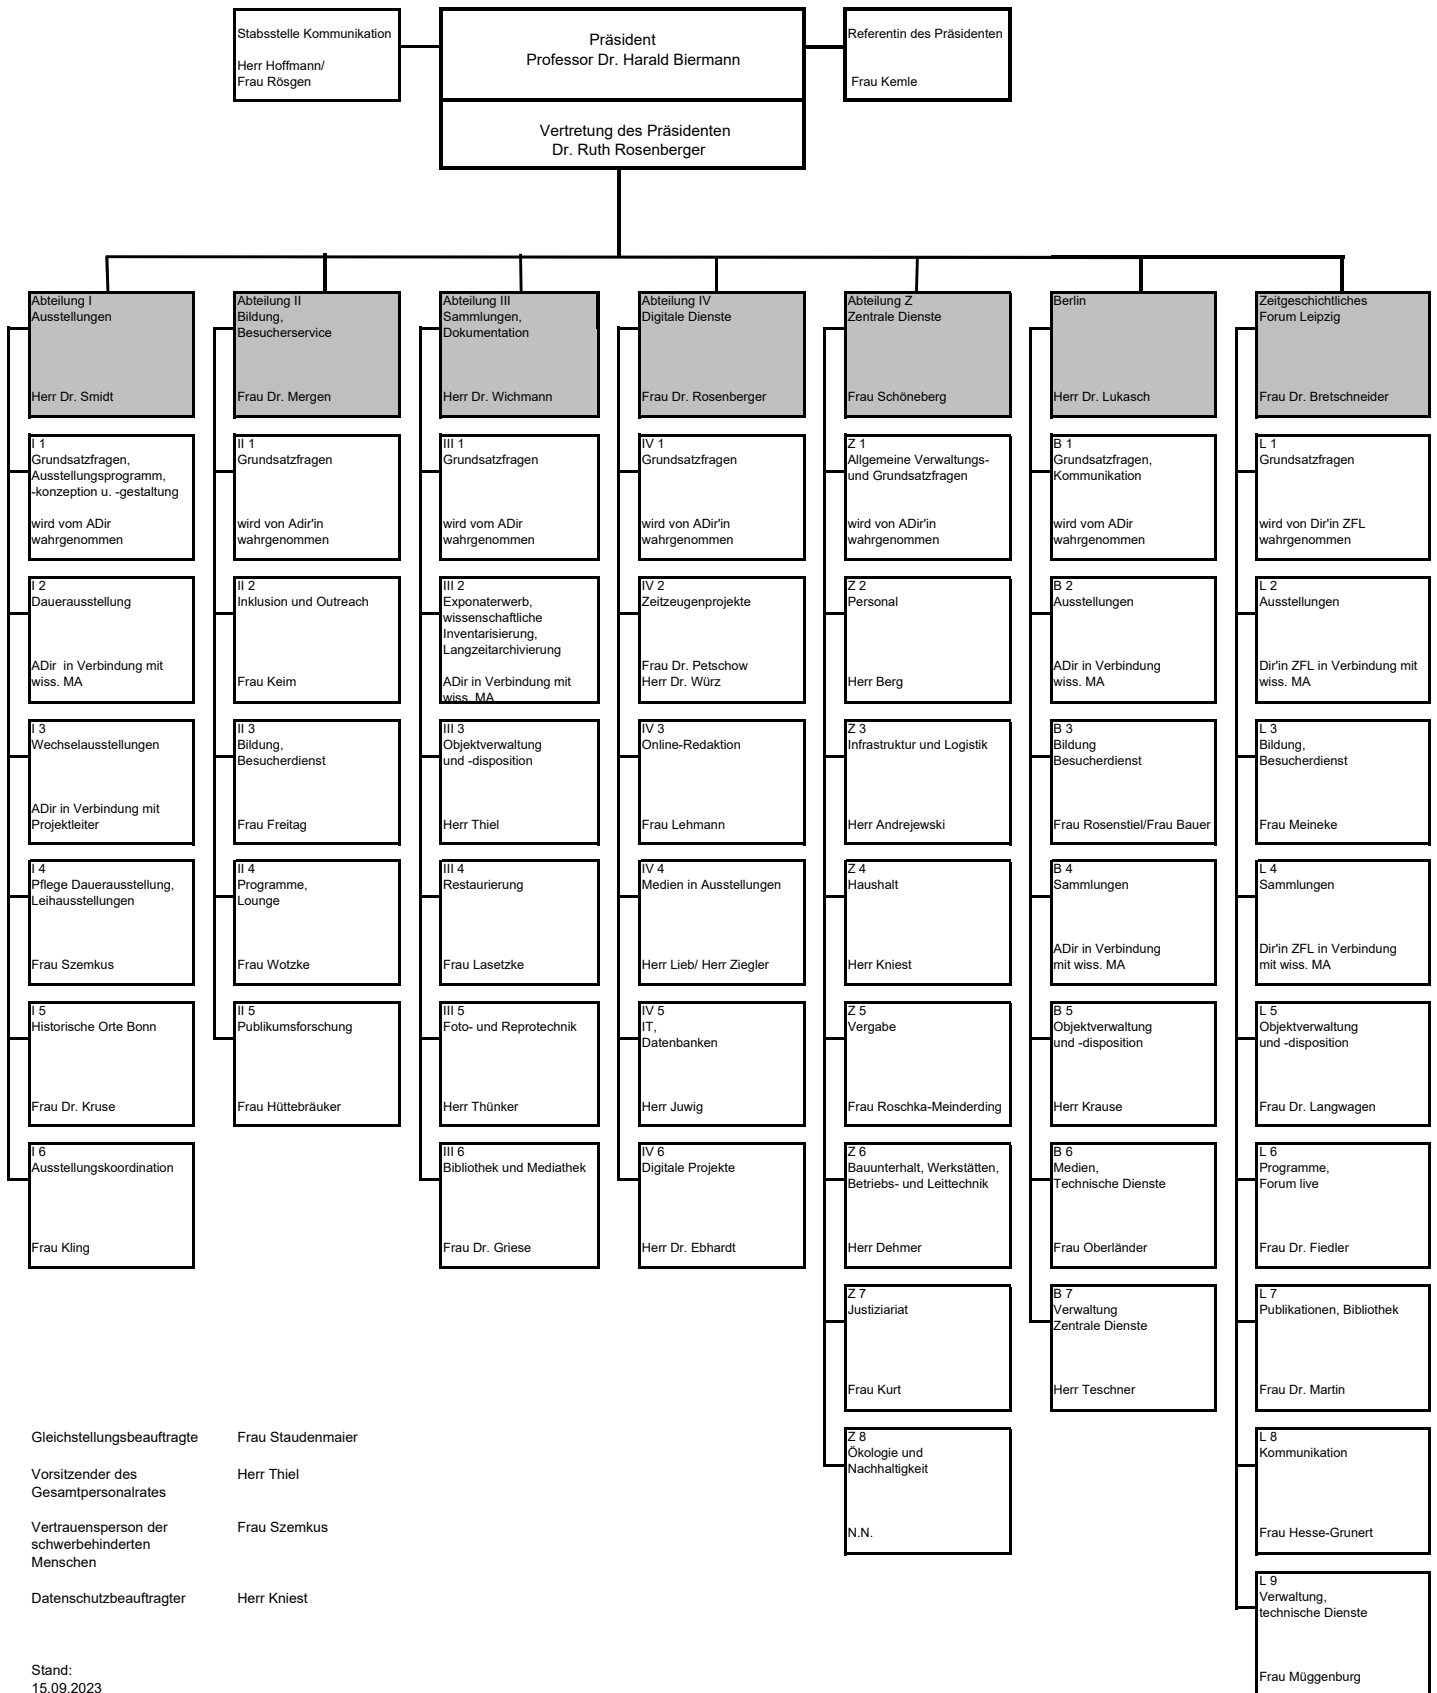 Stabsstelle Kommunikation
Herr Hoffmann/
Frau Rösgen
Präsident
Professor Dr. Harald Biermann
Referentin des Präsidenten
Frau Kemle
Vertretung des Präsidenten
Dr. Ruth Rosenberger
Abteilung I
Ausstellungen
Herr Dr. Smidt
I 1
Grundsatzfragen,
Ausstellungsprogramm,
-konzeption u. -gestaltung
wird vom ADir
wahrgenommen
I 2
Dauerausstellung
ADir  in Verbindung mit
wiss. MA
I 3
Wechselausstellungen
ADir in Verbindung mit
Projektleiter
I 4
Pflege Dauerausstellung,
Leihausstellungen
Frau Szemkus
I 5
Historische Orte Bonn
Frau Dr. Kruse
I 6
Ausstellungskoordination
Frau Kling
Abteilung II
Bildung,
Besucherservice
Frau Dr. Mergen
II 1
Grundsatzfragen
wird von Adir'in
wahrgenommen
II 2
Inklusion und Outreach
Frau Keim
II 3
Bildung,
Besucherdienst
Frau Freitag
II 4
Programme,
Lounge
Frau Wotzke
II 5
Publikumsforschung
Frau Hüttebräuker
Abteilung III
Sammlungen,
Dokumentation
Herr Dr. Wichmann
III 1
Grundsatzfragen
wird vom ADir
wahrgenommen
III 2
Exponaterwerb,
wissenschaftliche
Inventarisierung,
Langzeitarchivierung
ADir in Verbindung mit
wiss. MA
III 3
Objektverwaltung
und -disposition
Herr Thiel
III 4
Restaurierung
Frau Lasetzke
III 5
Foto- und Reprotechnik
Herr Thünker
III 6
Bibliothek und Mediathek
Frau Dr. Griese
Abteilung IV
Digitale Dienste
Frau Dr. Rosenberger
IV 1
Grundsatzfragen
wird von ADir'in
wahrgenommen
IV 2
Zeitzeugenprojekte
Frau Dr. Petschow
Herr Dr. Würz
IV 3
Online-Redaktion
Frau Lehmann
IV 4
Medien in Ausstellungen
Herr Lieb/ Herr Ziegler
IV 5
IT,
Datenbanken
Herr Juwig
IV 6
Digitale Projekte
Herr Dr. Ebhardt
Abteilung Z
Zentrale Dienste
Frau Schöneberg
Z 1
Allgemeine Verwaltungs-
und Grundsatzfragen
wird von ADir'in
wahrgenommen
Z 2
Personal
Herr Berg
Z 3
Infrastruktur und Logistik
Herr Andrejewski
Z 4
Haushalt
Herr Kniest
Z 5
Vergabe
Frau Roschka-Meinderding
Z 6
Bauunterhalt, Werkstätten,
Betriebs- und Leittechnik
Herr Dehmer
Z 7
Justiziariat
Frau Kurt
Z 8
Ökologie und
Nachhaltigkeit
N.N.
Berlin
Herr Dr. Lukasch
B 1
Grundsatzfragen,
Kommunikation
wird vom ADir
wahrgenommen
B 2
Ausstellungen
ADir in Verbindung
wiss. MA
B 3
Bildung
Besucherdienst
Frau Rosenstiel/Frau Bauer
B 4
Sammlungen
ADir in Verbindung
mit wiss. MA
B 5
Objektverwaltung
und -disposition
Herr Krause
B 6
Medien,
Technische Dienste
Frau Oberländer
B 7
Verwaltung
Zentrale Dienste
Herr Teschner
Zeitgeschichtliches
Forum Leipzig
Frau Dr. Bretschneider
L 1
Grundsatzfragen
wird von Dir'in ZFL
wahrgenommen
L 2
Ausstellungen
Dir'in ZFL in Verbindung mit
wiss. MA
L 3
Bildung,
Besucherdienst
Frau Meineke
L 4
Sammlungen
Dir'in ZFL in Verbindung
mit wiss. MA
L 5
Objektverwaltung
und -disposition
Frau Dr. Langwagen
L 6
Programme,
Forum live
Frau Dr. Fiedler
L 7
Publikationen, Bibliothek
Frau Dr. Martin
L 8
Kommunikation
Frau Hesse-Grunert
L 9
Verwaltung,
technische Dienste
Frau Müggenburg
Gleichstellungsbeauftragte Frau Staudenmaier
Vorsitzender des Herr Thiel
Gesamtpersonalrates
Vertrauensperson der Frau Szemkus
schwerbehinderten
Menschen
Datenschutzbeauftragter Herr Kniest
Stand:
15.09.2023